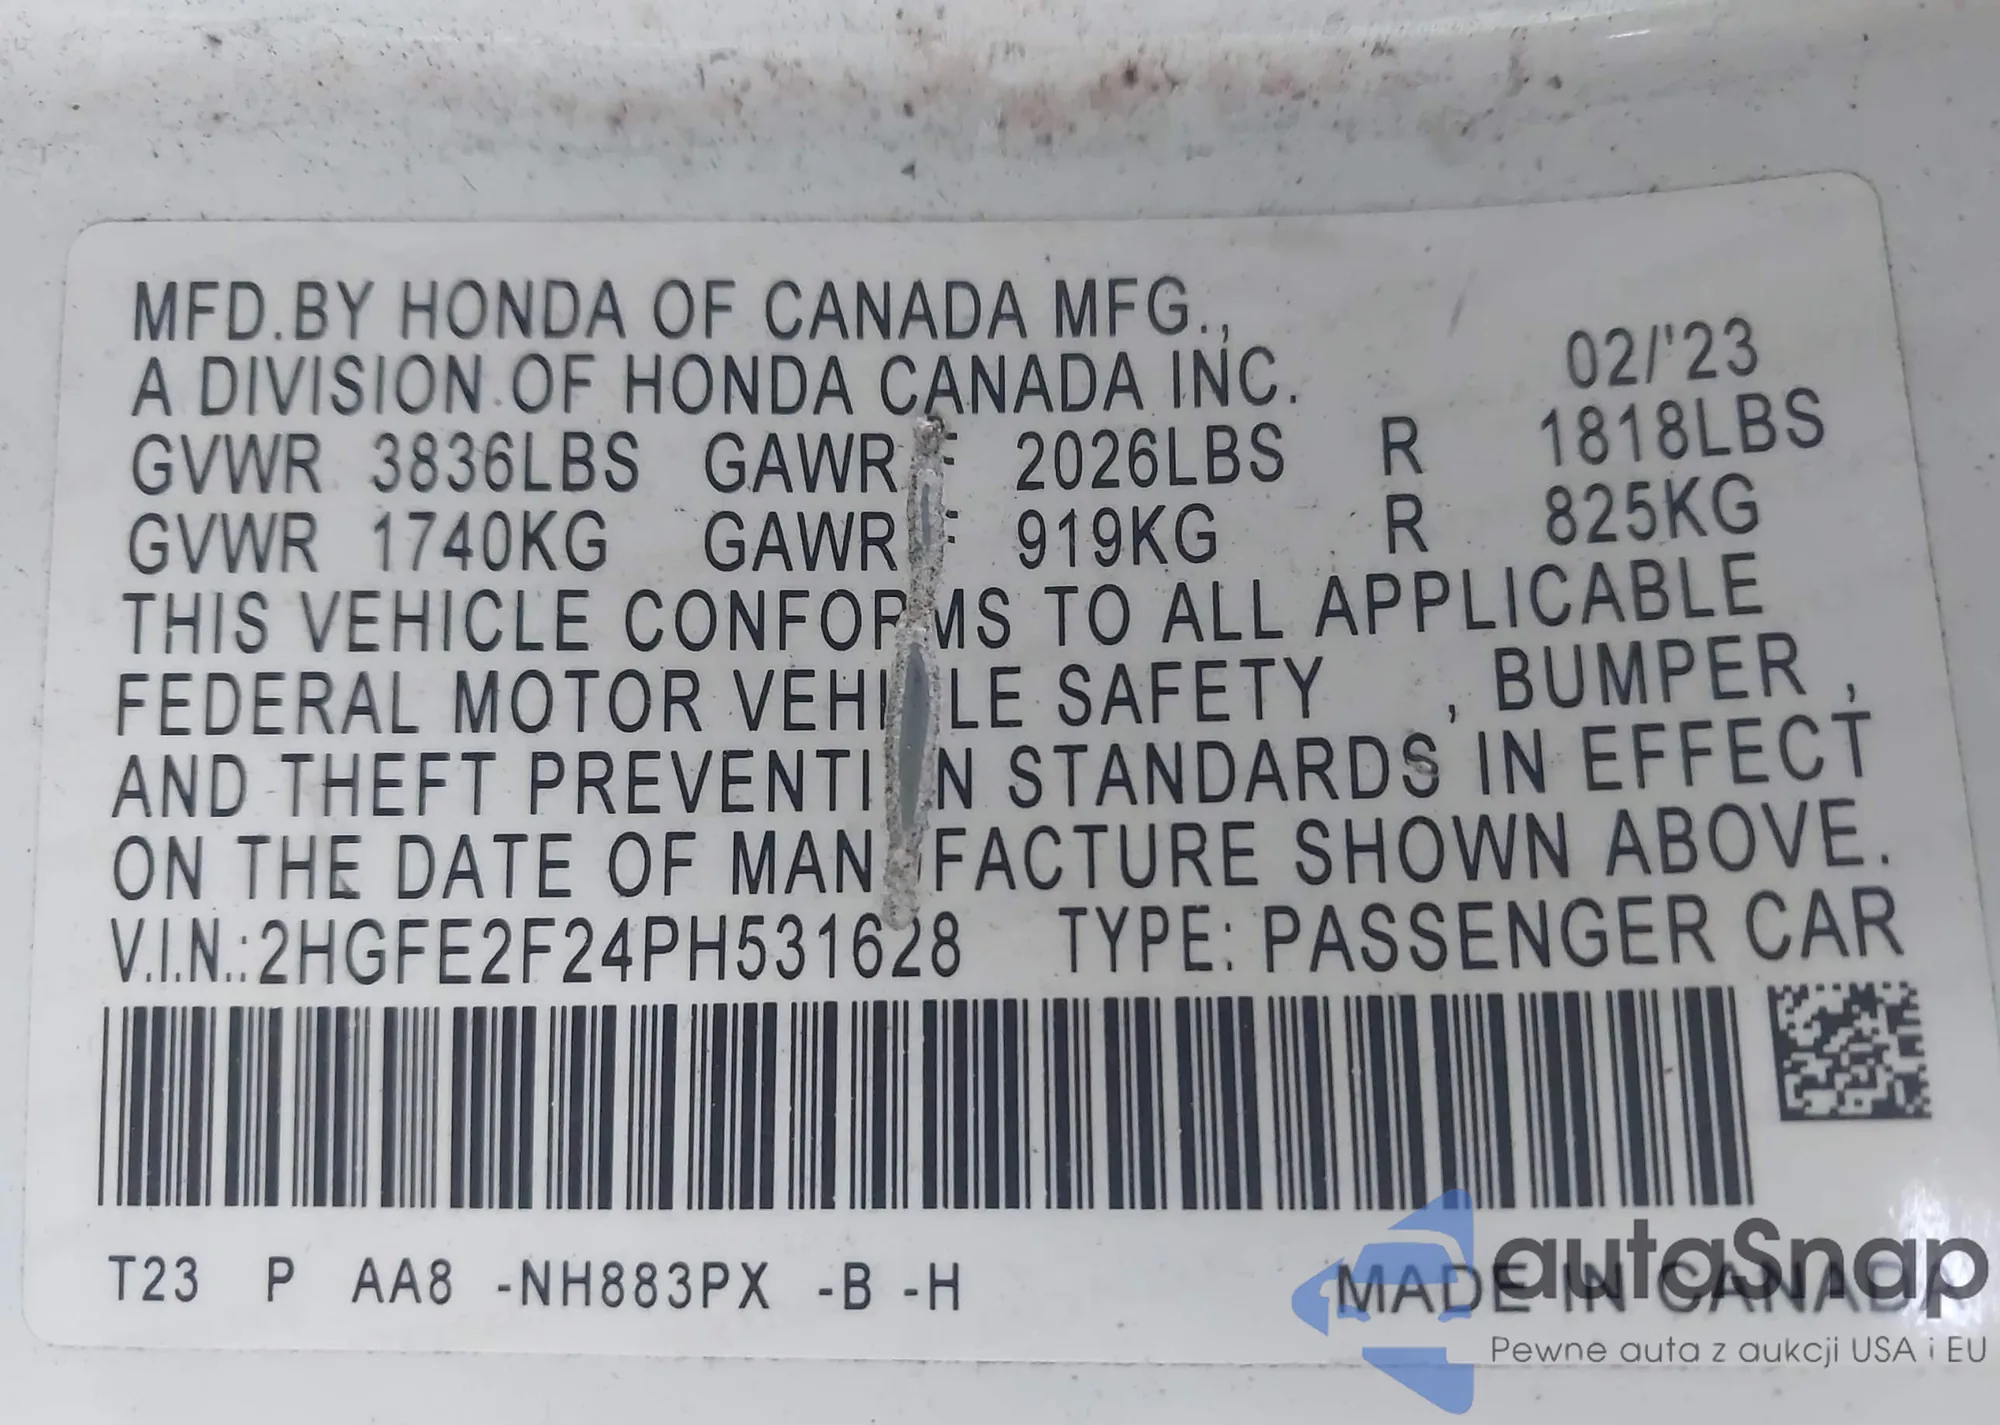 MFD.BY HONDA OF CANADA MFG.,
A DIVISION OF HONDA CANADA INC. 02/'23
GVWR 3836LBS GAWR F 2026LBS R 1818LBS
GVWR 1740KG GAWR F 919KG R 825KG
THIS VEHICLE CONFORMS TO ALL APPLICABLE
FEDERAL MOTOR VEHICLE SAFETY , BUMPER ,
AND THEFT PREVENTION STANDARDS IN EFFECT
ON THE DATE OF MANUFACTURE SHOWN ABOVE.
V.I.N.:2HGFE2F24PH531628 TYPE: PASSENGER CAR
T23 P AA8 -NH883PX -B -H MADE IN CANADA
autoSnap
Pewne auta z aukcji USA i EU